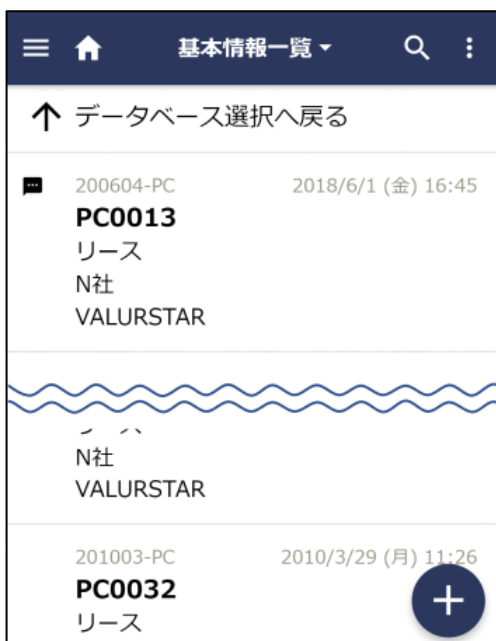 基本情報一覧
データベース選択へ戻る
200604-PC 2018/6/1 (金) 16:45
PC0013
リース
N社
VALURSTAR
N社
VALURSTAR
201003-PC 2010/3/29 (月) 11:26
PC0032
リース